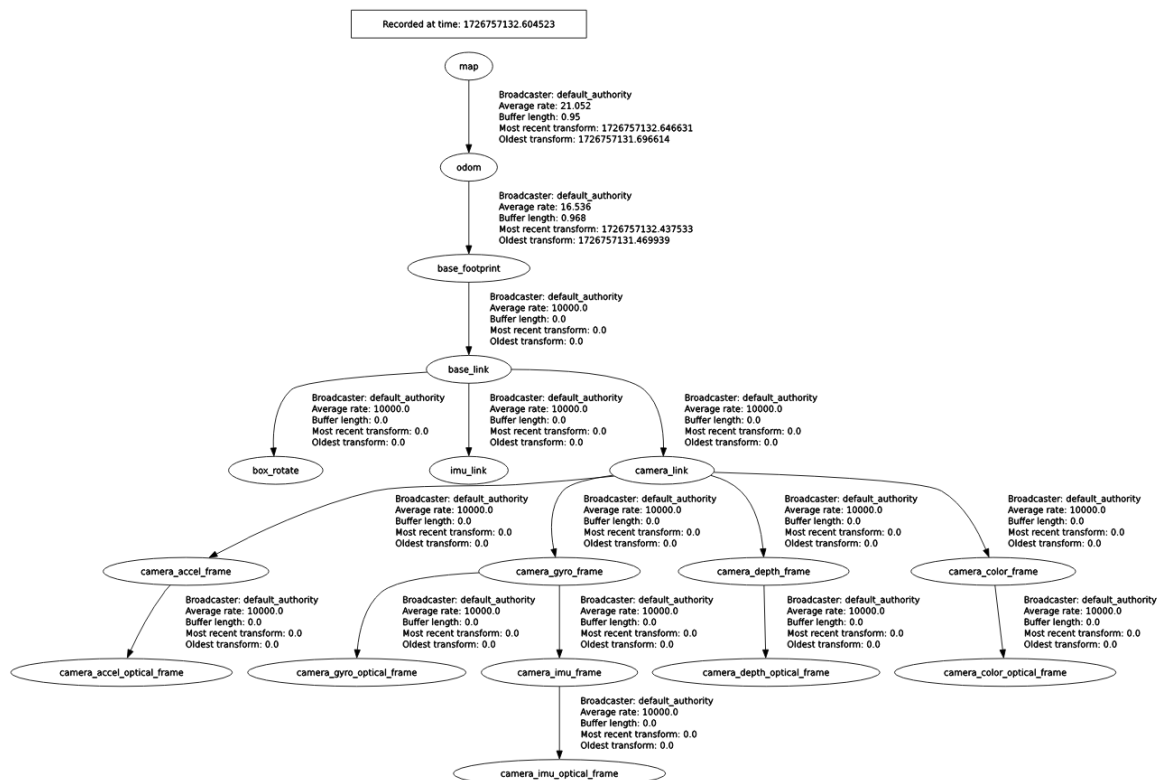 Recorded at time: 1726757132.604523
map
Broadcaster: default_authority
Average rate: 21.052
Buffer length: 0.95
Most recent transform: 1726757132.646631
Oldest transform: 1726757131.696614
odom
Broadcaster: default_authority
Average rate: 16.536
Buffer length: 0.968
Most recent transform: 1726757132.437533
Oldest transform: 1726757131.469939
base_footprint
Broadcaster: default_authority
Average rate: 10000.0
Buffer length: 0.0
Most recent transform: 0.0
Oldest transform: 0.0
base_link
Broadcaster: default_authority
Average rate: 10000.0
Buffer length: 0.0
Most recent transform: 0.0
Oldest transform: 0.0
Broadcaster: default_authority
Average rate: 10000.0
Buffer length: 0.0
Most recent transform: 0.0
Oldest transform: 0.0
Broadcaster: default_authority
Average rate: 10000.0
Buffer length: 0.0
Most recent transform: 0.0
Oldest transform: 0.0
box_rotate
imu_link
camera_link
Broadcaster: default_authority
Average rate: 10000.0
Buffer length: 0.0
Most recent transform: 0.0
Oldest transform: 0.0
Broadcaster: default_authority
Average rate: 10000.0
Buffer length: 0.0
Most recent transform: 0.0
Oldest transform: 0.0
Broadcaster: default_authority
Average rate: 10000.0
Buffer length: 0.0
Most recent transform: 0.0
Oldest transform: 0.0
Broadcaster: default_authority
Average rate: 10000.0
Buffer length: 0.0
Most recent transform: 0.0
Oldest transform: 0.0
camera_accel_frame
camera_gyro_frame
camera_depth_frame
camera_color_frame
Broadcaster: default_authority
Average rate: 10000.0
Buffer length: 0.0
Most recent transform: 0.0
Oldest transform: 0.0
Broadcaster: default_authority
Average rate: 10000.0
Buffer length: 0.0
Most recent transform: 0.0
Oldest transform: 0.0
Broadcaster: default_authority
Average rate: 10000.0
Buffer length: 0.0
Most recent transform: 0.0
Oldest transform: 0.0
Broadcaster: default_authority
Average rate: 10000.0
Buffer length: 0.0
Most recent transform: 0.0
Oldest transform: 0.0
Broadcaster: default_authority
Average rate: 10000.0
Buffer length: 0.0
Most recent transform: 0.0
Oldest transform: 0.0
camera_accel_optical_frame
camera_gyro_optical_frame
camera_imu_frame
camera_depth_optical_frame
camera_color_optical_frame
Broadcaster: default_authority
Average rate: 10000.0
Buffer length: 0.0
Most recent transform: 0.0
Oldest transform: 0.0
camera_imu_optical_frame